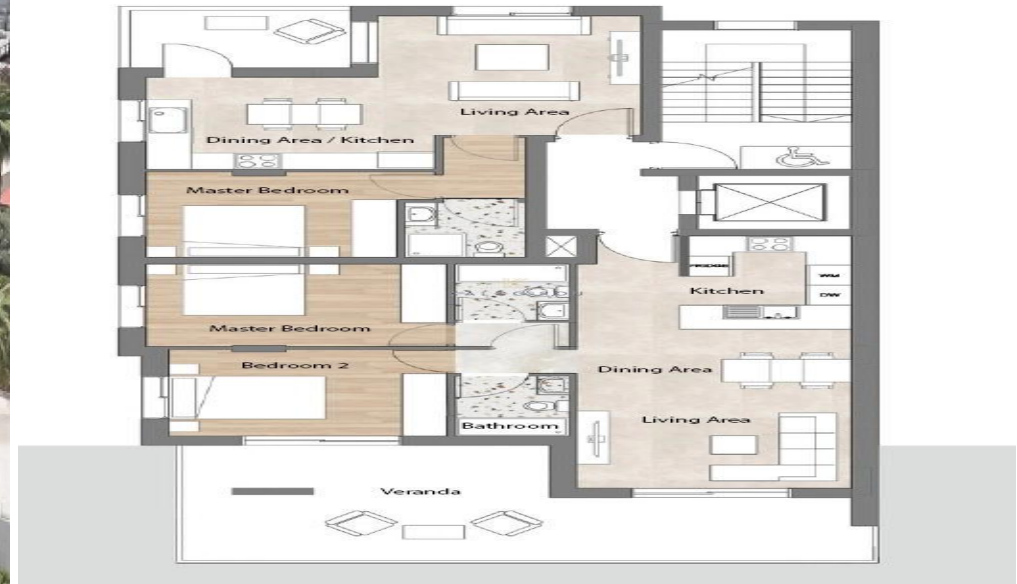 Living Area
Dining Area / Kitchen
Master Bedroom
FRIDGE
WM
Kitchen
DW
Master Bedroom
Bedroom 2
Dining Area
Living Area
Bathroom
Veranda